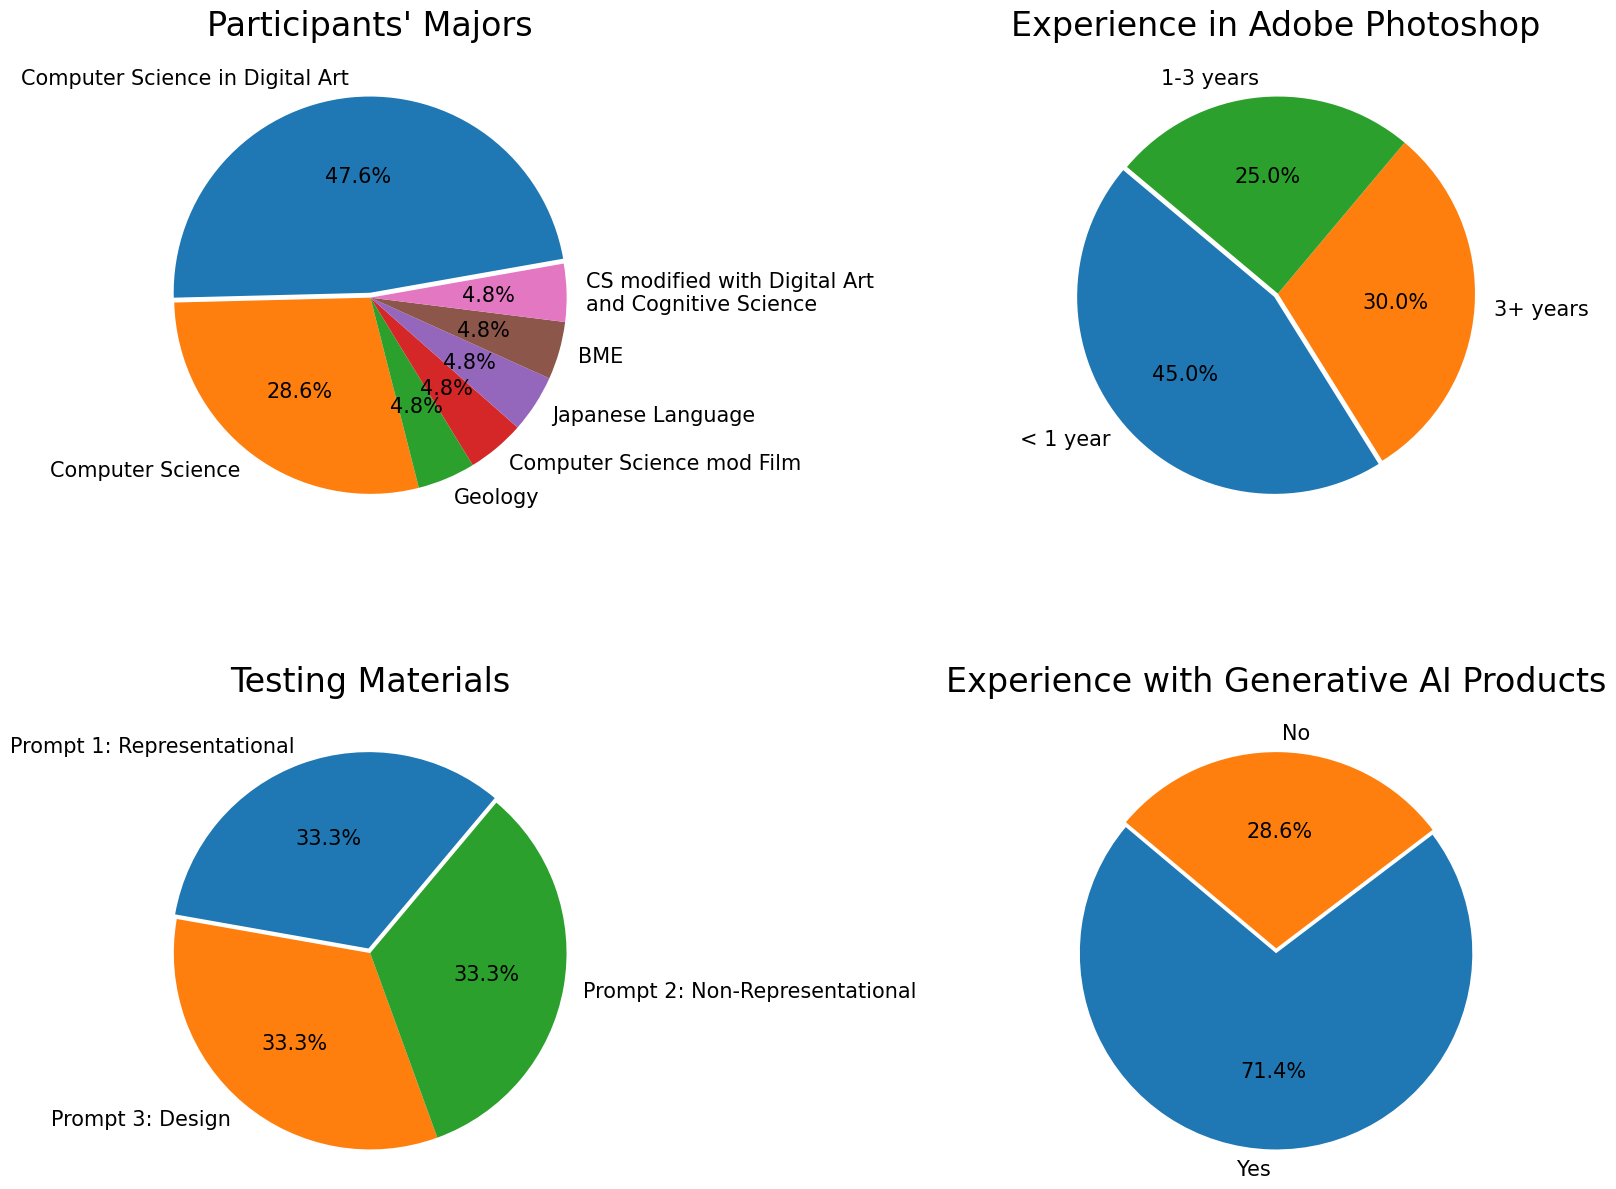 Participants' Majors
Computer Science in Digital Art
47.6%
CS modified with Digital Art
and Cognitive Science
4.8%
4.8%
BME
4.8%
Japanese Language
4.8%
Computer Science mod Film
4.8%
Geology
28.6%
Computer Science
Experience in Adobe Photoshop
1-3 years
25.0%
30.0%
3+ years
45.0%
< 1 year
Testing Materials
Prompt 1: Representational
33.3%
33.3%
Prompt 2: Non-Representational
33.3%
Prompt 3: Design
Experience with Generative AI Products
No
28.6%
71.4%
Yes